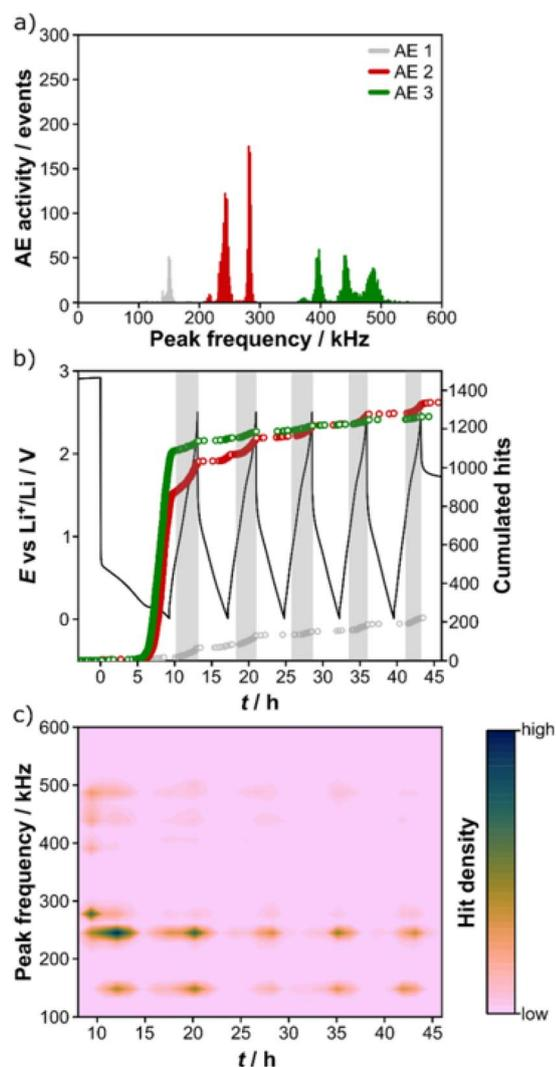 a)
300
250
200
150
100
50
0
AE activity / events
AE 1
AE 2
AE 3
0 100 200 300 400 500 600
Peak frequency / kHz
b)
3
2
1
0
E vs Li⁺/Li / V
1400
1200
1000
800
600
400
200
0
Cumulated hits
0 5 10 15 20 25 30 35 40 45
t / h
c)
600
500
400
300
200
100
Peak frequency / kHz
10 15 20 25 30 35 40 45
t / h
high
low
Hit density